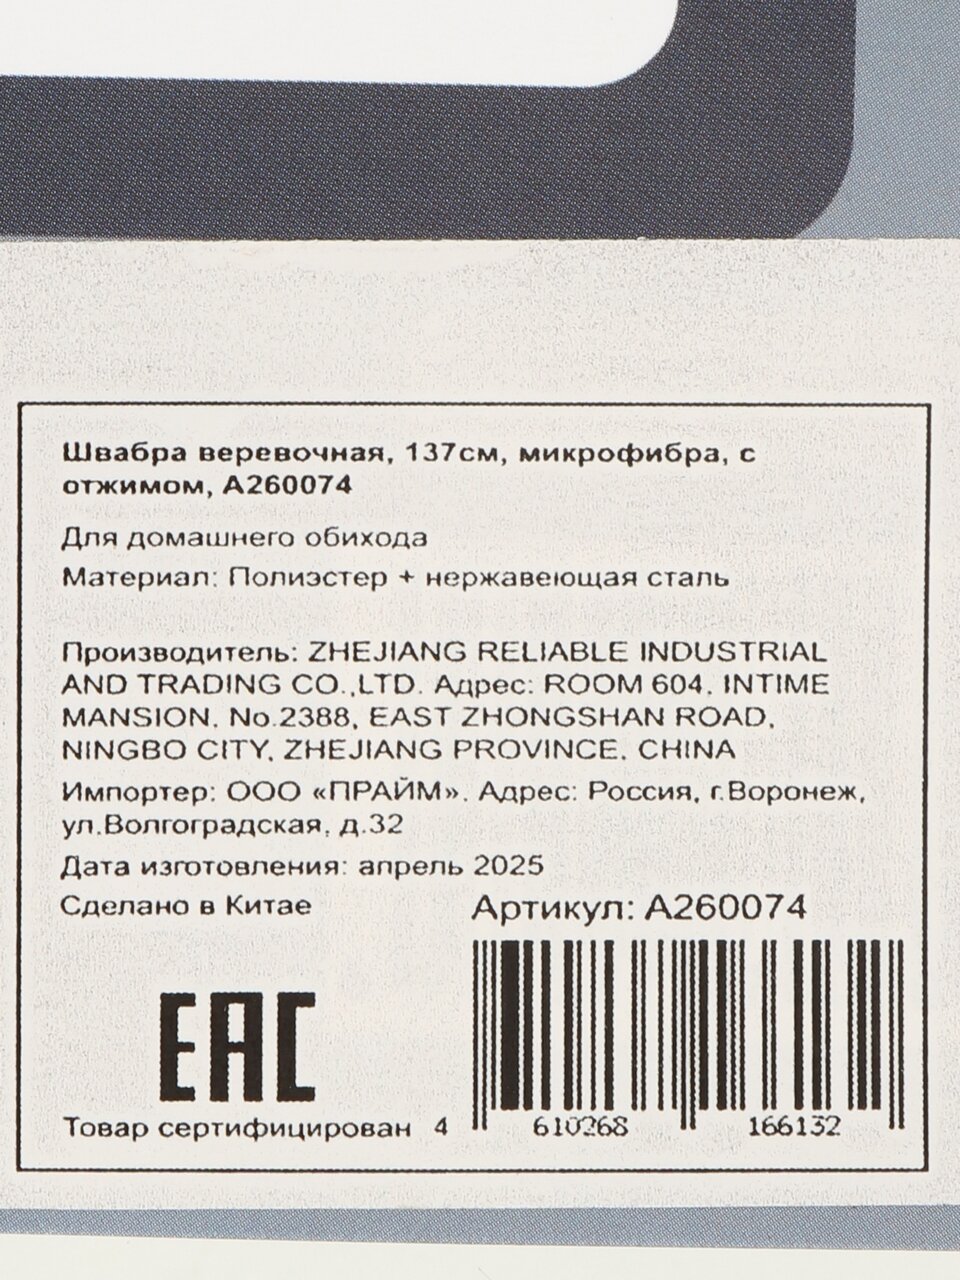 Швабра веревочная, 137см, микрофибра, с
отжимом, А260074
Для домашнего обихода
Материал: Полиэстер + нержавеющая сталь
Производитель: ZHEJIANG RELIABLE INDUSTRIAL
AND TRADING CO.,LTD. Адрес: ROOM 604, INTIME
MANSION, No.2388, EAST ZHONGSHAN ROAD,
NINGBO CITY, ZHEJIANG PROVINCE, CHINA
Импортер: ООО «ПРАЙМ». Адрес: Россия, г.Воронеж,
ул.Волгоградская, д.32
Дата изготовления: апрель 2025
Сделано в Китае
Артикул: А260074
EAC
Товар сертифицирован
4 610268 166132